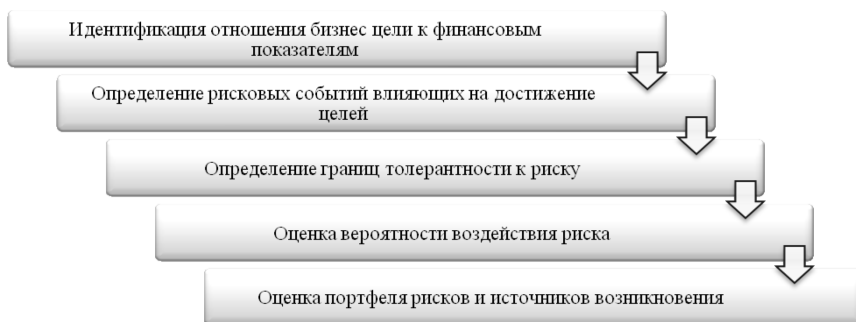 Идентификация отношения бизнес цели к финансовым
показателям
Определение рисковых событий влияющих на достижение
целей
Определение границ толерантности к риску
Оценка вероятности воздействия риска
Оценка портфеля рисков и источников возникновения